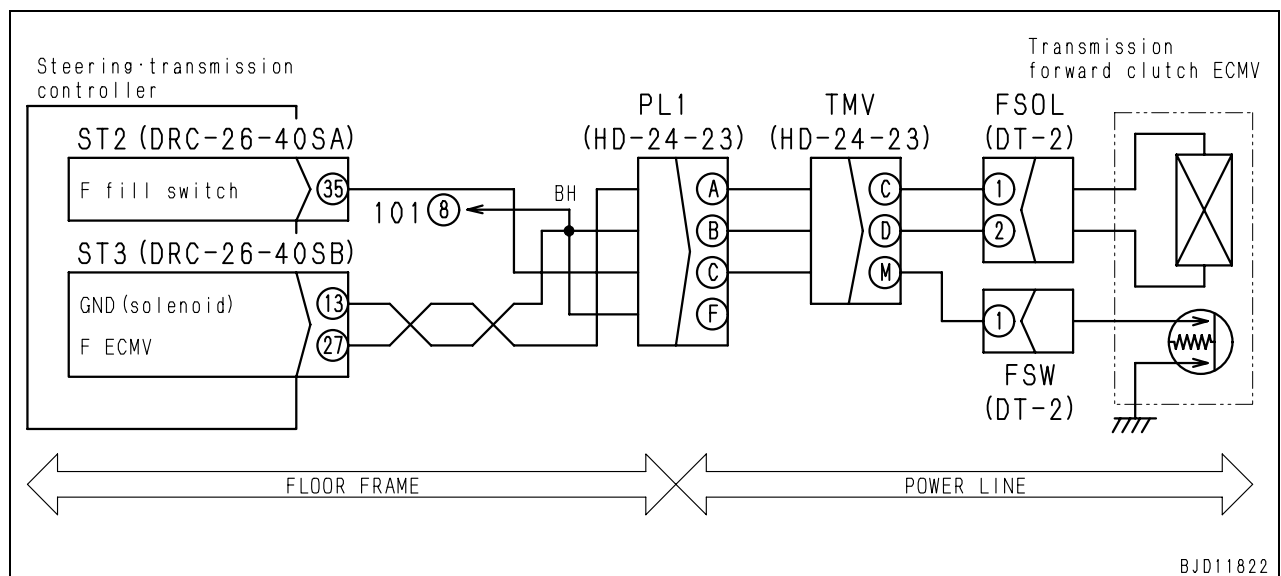 Steering·transmission
controller
ST2 (DRC-26-40SA)
F fill switch
35
101 8
BH
ST3 (DRC-26-40SB)
GND (solenoid)
13
F ECMV
27
PL1
(HD-24-23)
A
B
C
F
TMV
(HD-24-23)
C
D
M
FSOL
(DT-2)
1
2
1
FSW
(DT-2)
Transmission
forward clutch ECMV
FLOOR FRAME
POWER LINE
BJD11822